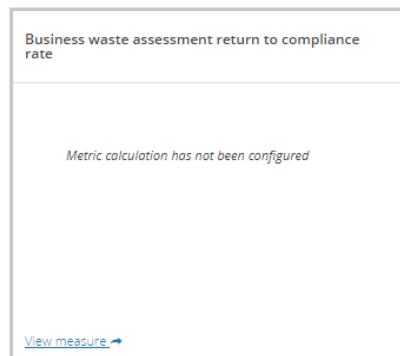 Business waste assessment return to compliance
rate
Metric calculation has not been configured
View measure